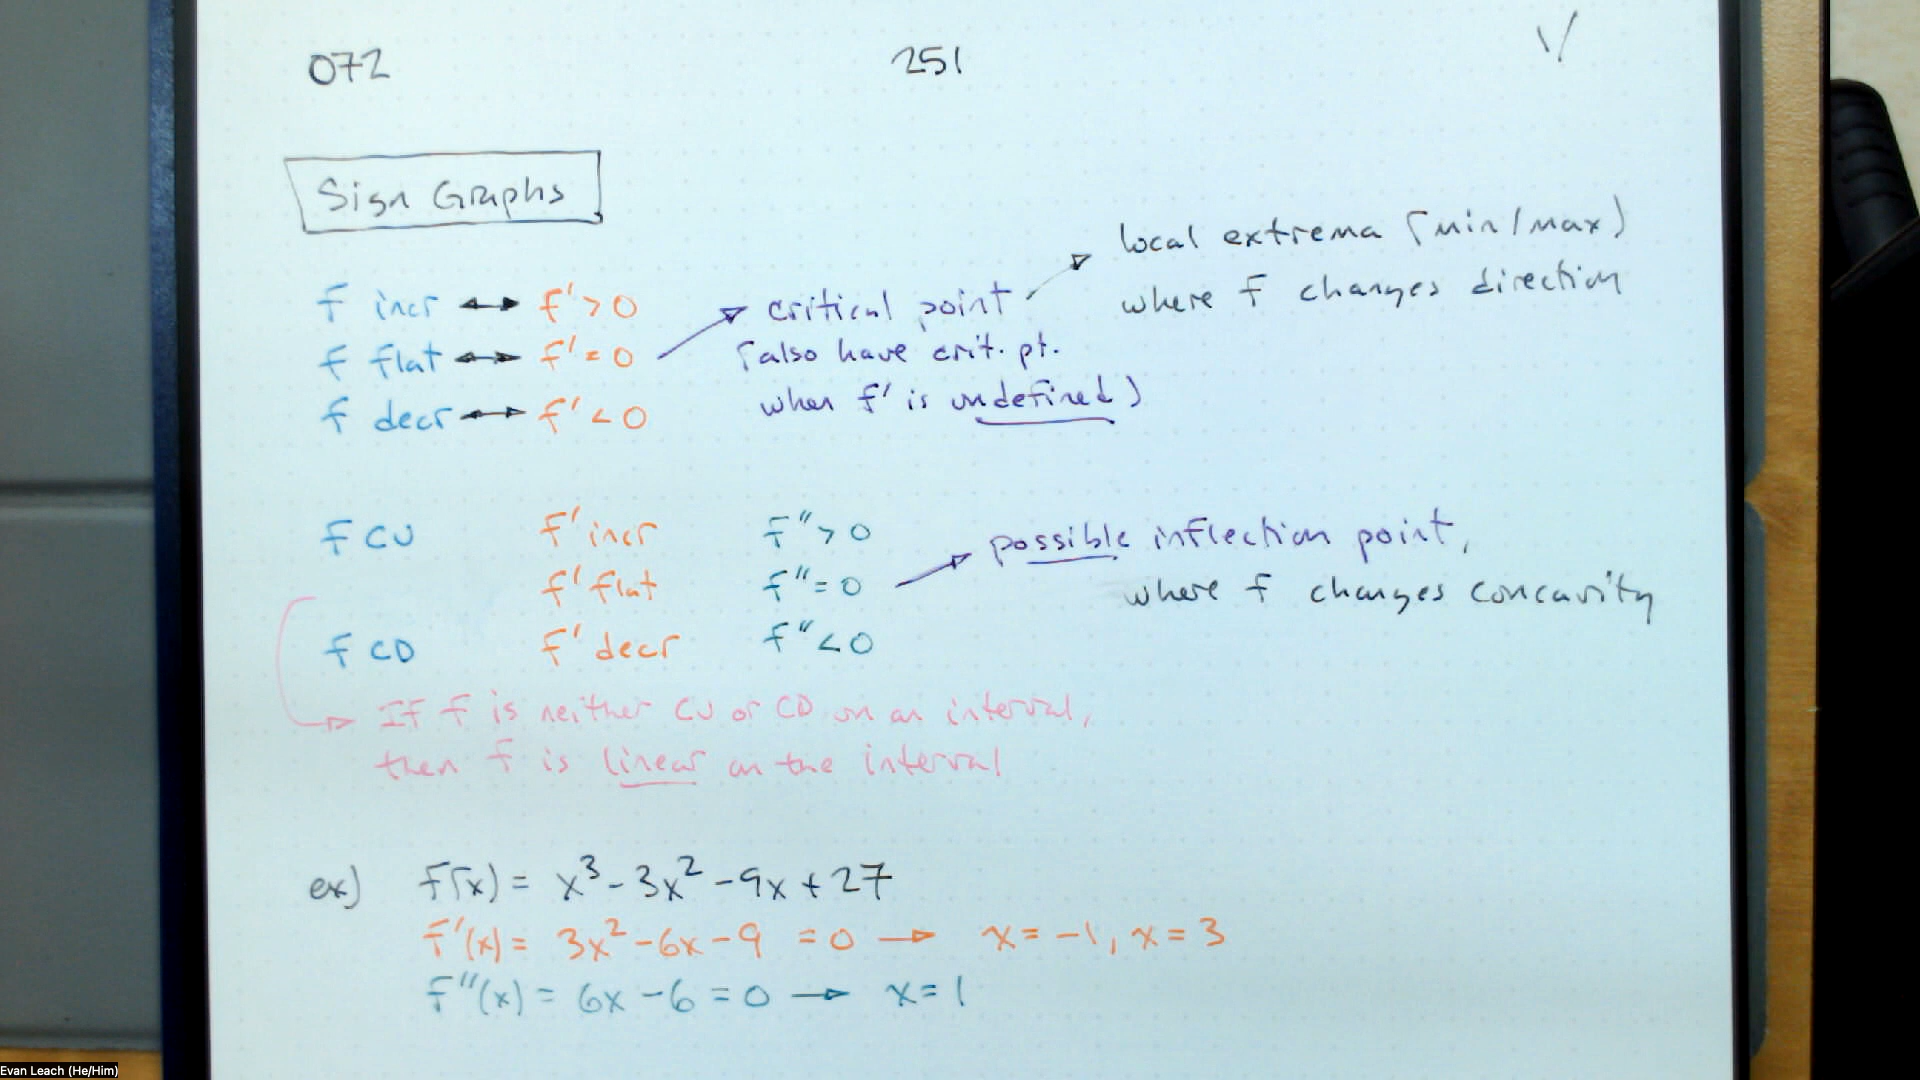 072 251 1/
Sign Graphs
f incr ↔ f' > 0
f flat ↔ f' = 0
f decr ↔ f' < 0
critical point
(also have crit. pt.
when f' is undefined)
local extrema (min/max)
where f changes direction
f CU f' incr f" > 0
f' flat f" = 0
f CD f' decr f" < 0
possible inflection point,
where f changes concavity
If f is neither CU or CD on an interval,
then f is linear on the interval
ex) f(x) = x³ - 3x² - 9x + 27
f'(x) = 3x² - 6x - 9 = 0 → x = -1, x = 3
f"(x) = 6x - 6 = 0 → x = 1
Evan Leach (He/Him)